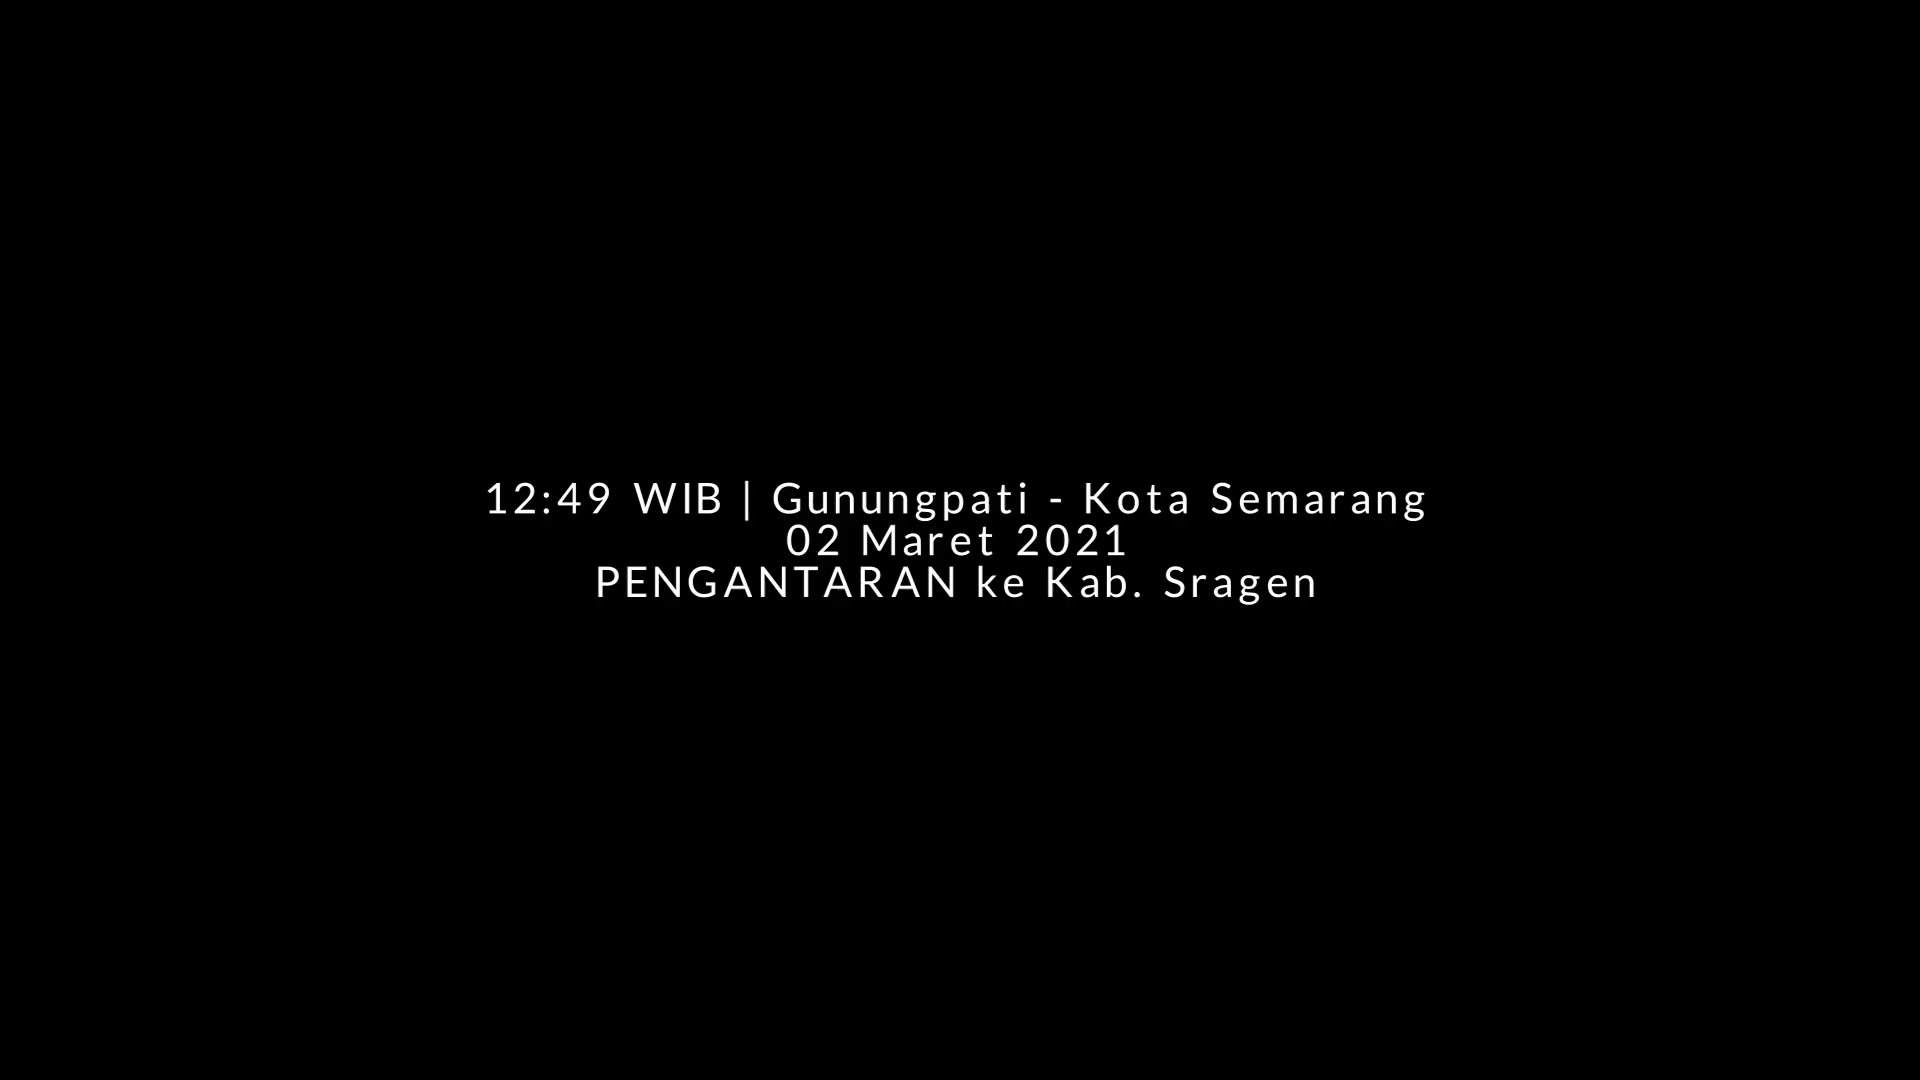 12:49 WIB | Gunungpati - Kota Semarang
02 Maret 2021
PENGANTARAN ke Kab. Sragen